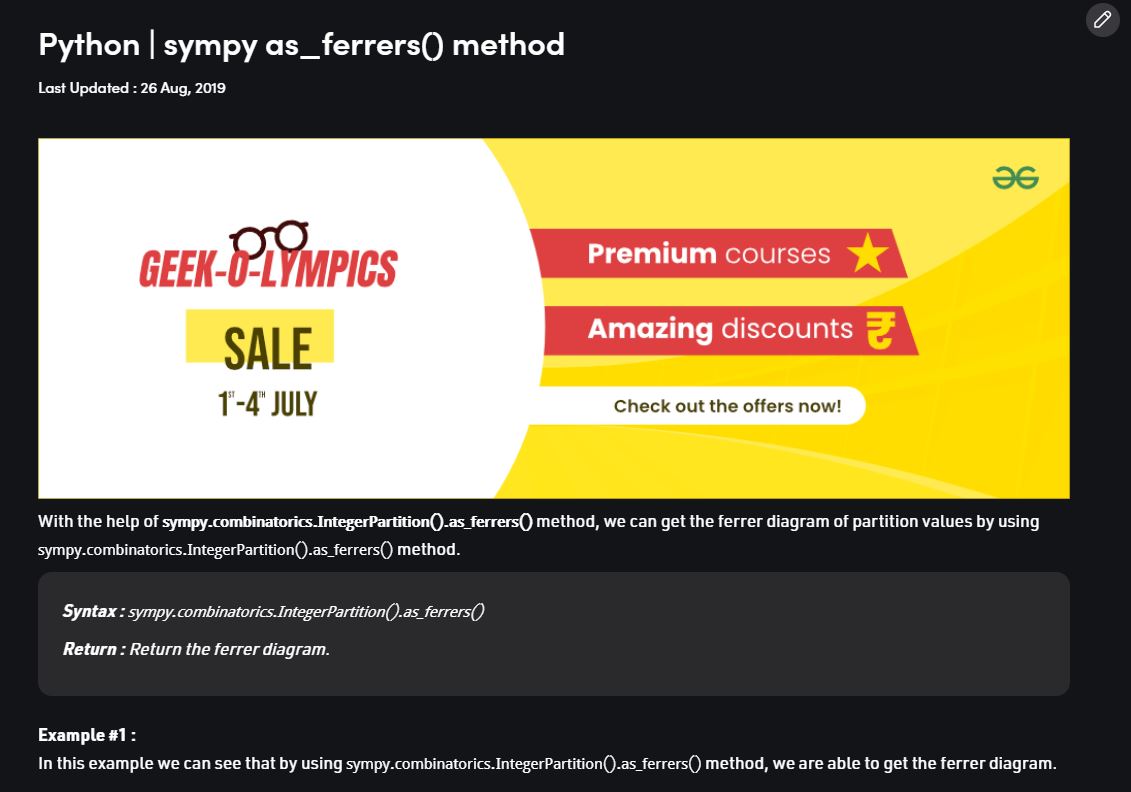 Python | sympy as_ferrers() method
Last Updated : 26 Aug, 2019
GEEK-O-LYMPICS
SALE
1ST-4TH JULY
Premium courses
Amazing discounts
Check out the offers now!
With the help of sympy.combinatorics.IntegerPartition().as_ferrers() method, we can get the ferrer diagram of partition values by using
sympy.combinatorics.IntegerPartition().as_ferrers() method.
Syntax : sympy.combinatorics.IntegerPartition().as_ferrers()
Return : Return the ferrer diagram.
Example #1 :
In this example we can see that by using sympy.combinatorics.IntegerPartition().as_ferrers() method, we are able to get the ferrer diagram.